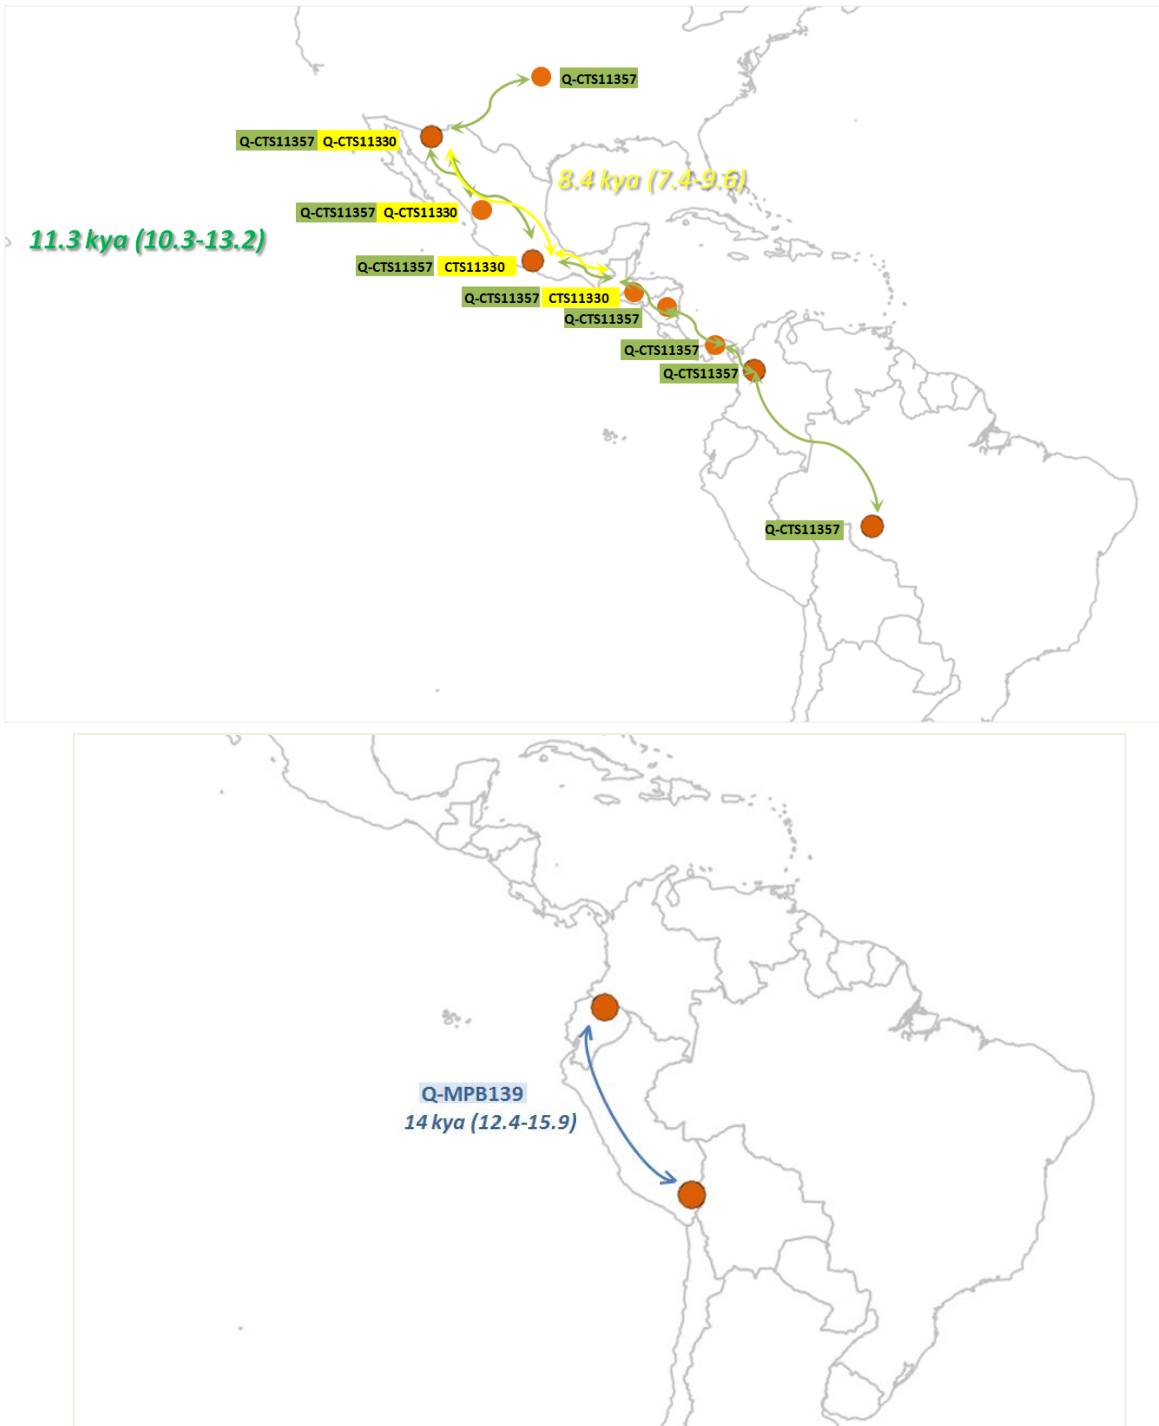 Q-CTS11357
Q-CTS11357 Q-CTS11330
8.4 kya (7.4-9.6)
Q-CTS11357 Q-CTS11330
11.3 kya (10.3-13.2)
Q-CTS11357 CTS11330
Q-CTS11357 CTS11330
Q-CTS11357
Q-CTS11357
Q-CTS11357
Q-CTS11357
Q-MPB139
14 kya (12.4-15.9)